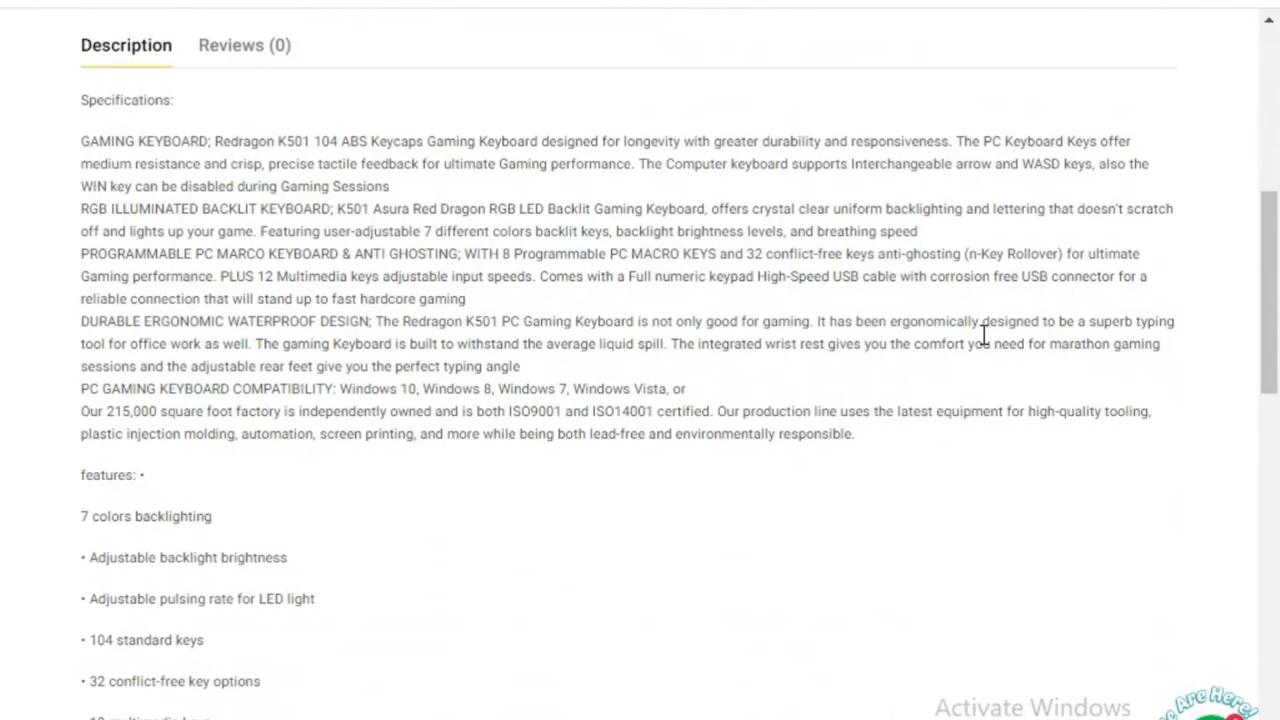 Description Reviews (0)
Specifications:
GAMING KEYBOARD; Redragon K501 104 ABS Keycaps Gaming Keyboard designed for longevity with greater durability and responsiveness. The PC Keyboard Keys offer
medium resistance and crisp, precise tactile feedback for ultimate Gaming performance. The Computer keyboard supports Interchangeable arrow and WASD keys, also the
WIN key can be disabled during Gaming Sessions
RGB ILLUMINATED BACKLIT KEYBOARD; K501 Asura Red Dragon RGB LED Backlit Gaming Keyboard, offers crystal clear uniform backlighting and lettering that doesn't scratch
off and lights up your game. Featuring user-adjustable 7 different colors backlit keys, backlight brightness levels, and breathing speed
PROGRAMMABLE PC MARCO KEYBOARD & ANTI GHOSTING; WITH 8 Programmable PC MACRO KEYS and 32 conflict-free keys anti-ghosting (n-Key Rollover) for ultimate
Gaming performance. PLUS 12 Multimedia keys adjustable input speeds. Comes with a Full numeric keypad High-Speed USB cable with corrosion free USB connector for a
reliable connection that will stand up to fast hardcore gaming
DURABLE ERGONOMIC WATERPROOF DESIGN; The Redragon K501 PC Gaming Keyboard is not only good for gaming. It has been ergonomically designed to be a superb typing
tool for office work as well. The gaming Keyboard is built to withstand the average liquid spill. The integrated wrist rest gives you the comfort you need for marathon gaming
sessions and the adjustable rear feet give you the perfect typing angle
PC GAMING KEYBOARD COMPATIBILITY: Windows 10, Windows 8, Windows 7, Windows Vista, or
Our 215,000 square foot factory is independently owned and is both ISO9001 and ISO14001 certified. Our production line uses the latest equipment for high-quality tooling,
plastic injection molding, automation, screen printing, and more while being both lead-free and environmentally responsible.
features: •
7 colors backlighting
• Adjustable backlight brightness
• Adjustable pulsing rate for LED light
• 104 standard keys
• 32 conflict-free key options
Activate Windows
Are Here!